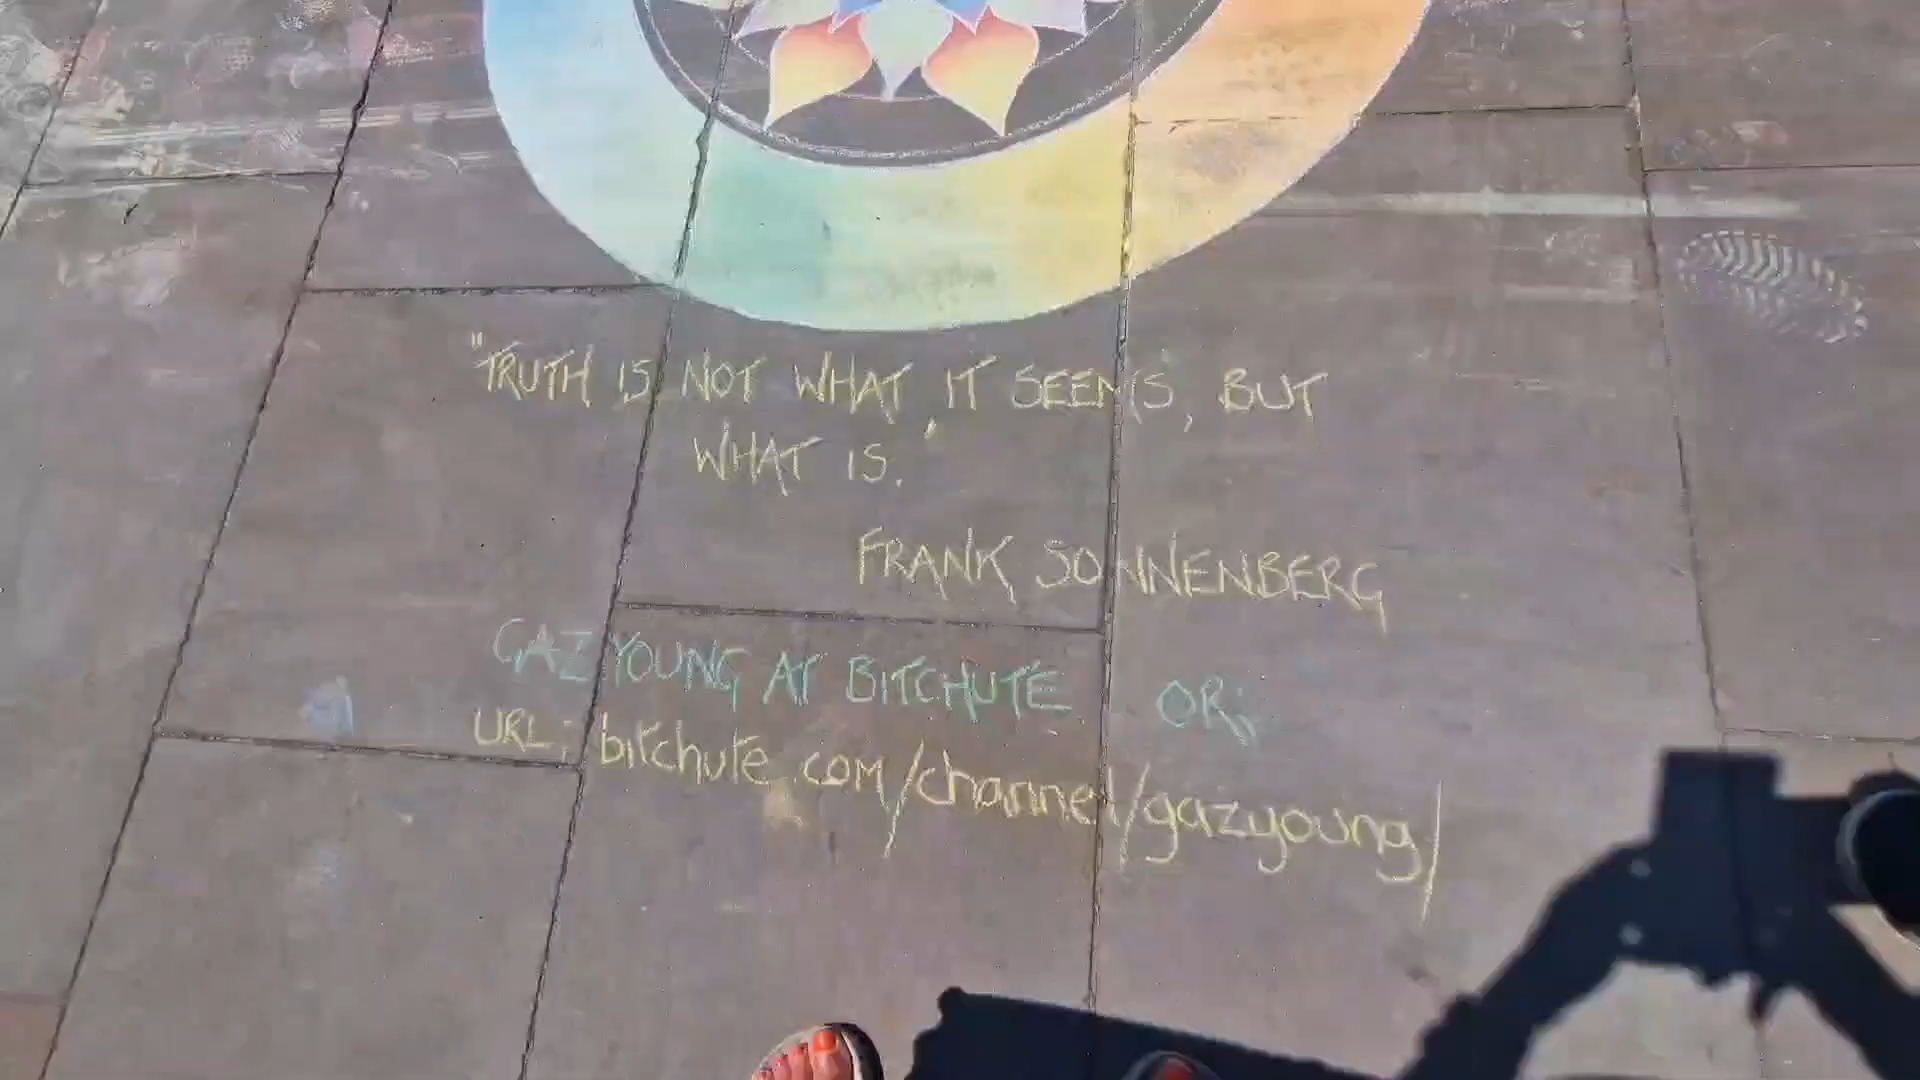 "TRUTH IS NOT WHAT IT SEEMS, BUT
WHAT IS."
FRANK SONNENBERG
GAZ YOUNG AT BITCHUTE OR;
URL; bitchute.com/channel/gazyoung/